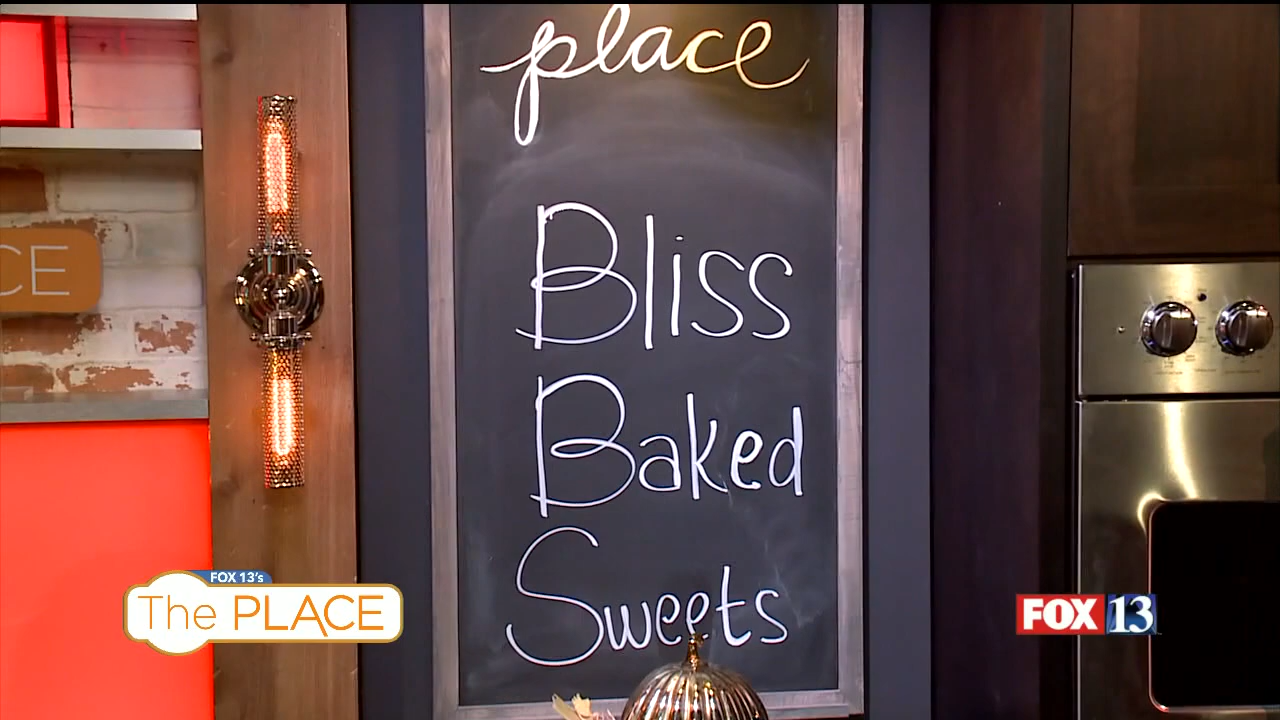 place
Bliss
Baked
Sweets
CE
FOX 13's
The PLACE
FOX 13